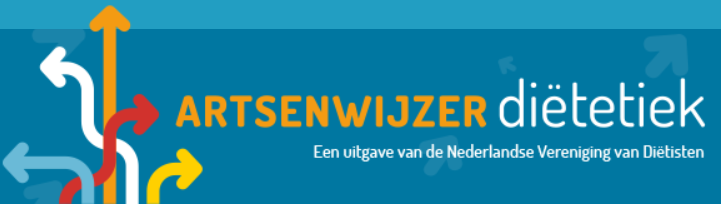 ARTSENWIJZER diëtetiek
Een uitgave van de Nederlandse Vereniging van Diëtisten